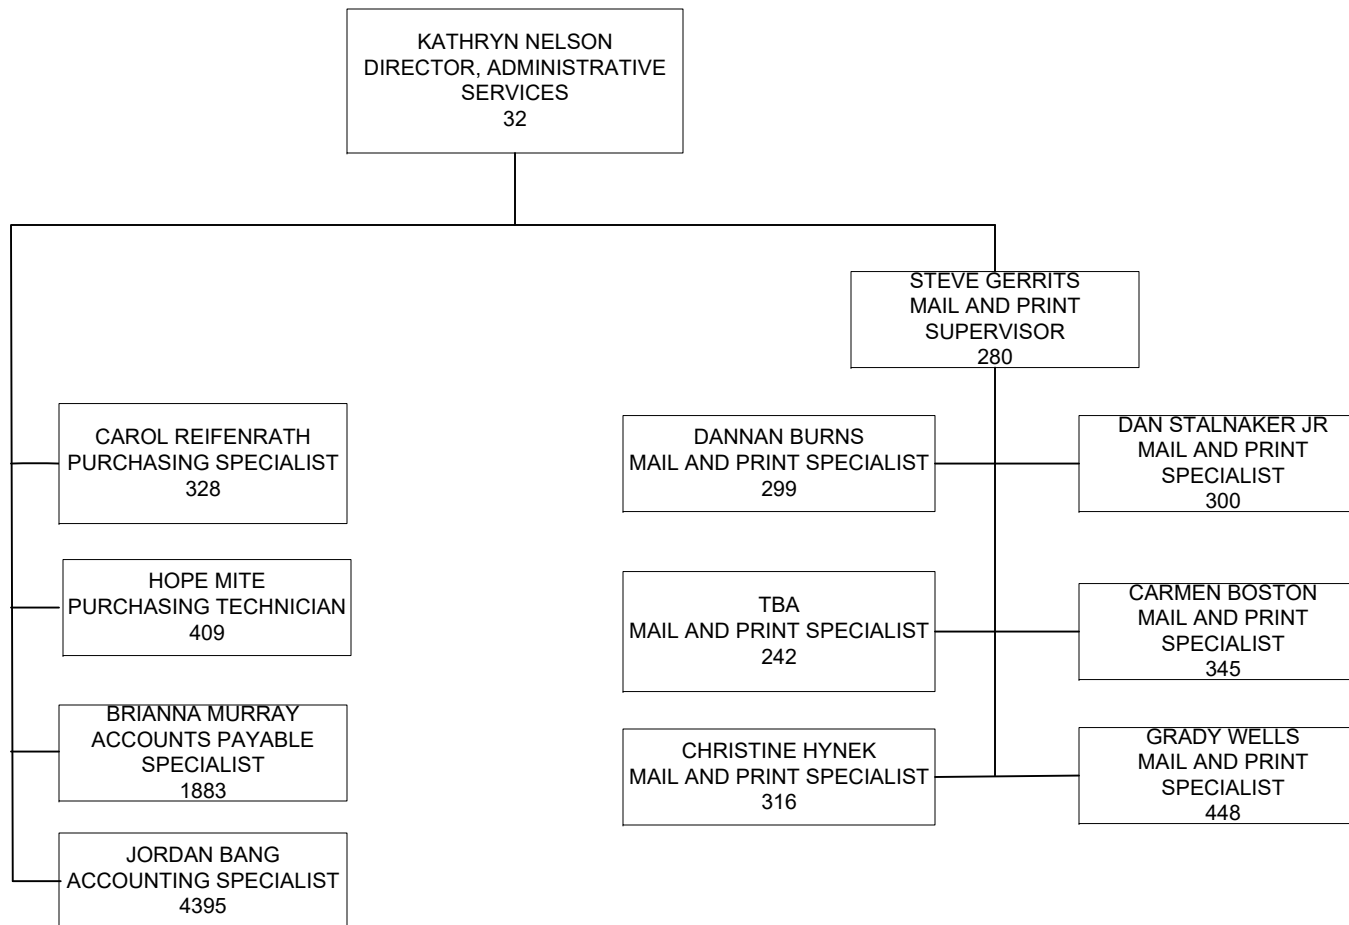 KATHRYN NELSON
DIRECTOR, ADMINISTRATIVE
SERVICES
32
STEVE GERRITS
MAIL AND PRINT
SUPERVISOR
280
CAROL REIFENRATH
PURCHASING SPECIALIST
328
HOPE MITE
PURCHASING TECHNICIAN
409
BRIANNA MURRAY
ACCOUNTS PAYABLE
SPECIALIST
1883
JORDAN BANG
ACCOUNTING SPECIALIST
4395
DANNAN BURNS
MAIL AND PRINT SPECIALIST
299
TBA
MAIL AND PRINT SPECIALIST
242
CHRISTINE HYNEK
MAIL AND PRINT SPECIALIST
316
DAN STALNAKER JR
MAIL AND PRINT
SPECIALIST
300
CARMEN BOSTON
MAIL AND PRINT
SPECIALIST
345
GRADY WELLS
MAIL AND PRINT
SPECIALIST
448